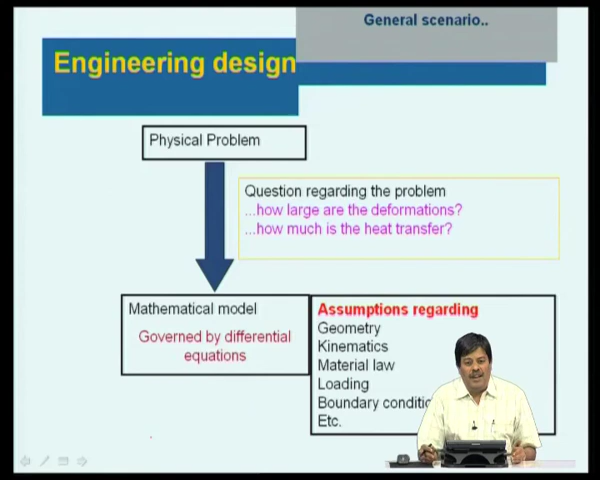 General scenario..
Engineering design
Physical Problem
Question regarding the problem
...how large are the deformations?
...how much is the heat transfer?
Mathematical model
Governed by differential
equations
Assumptions regarding
Geometry
Kinematics
Material law
Loading
Boundary
Etc.